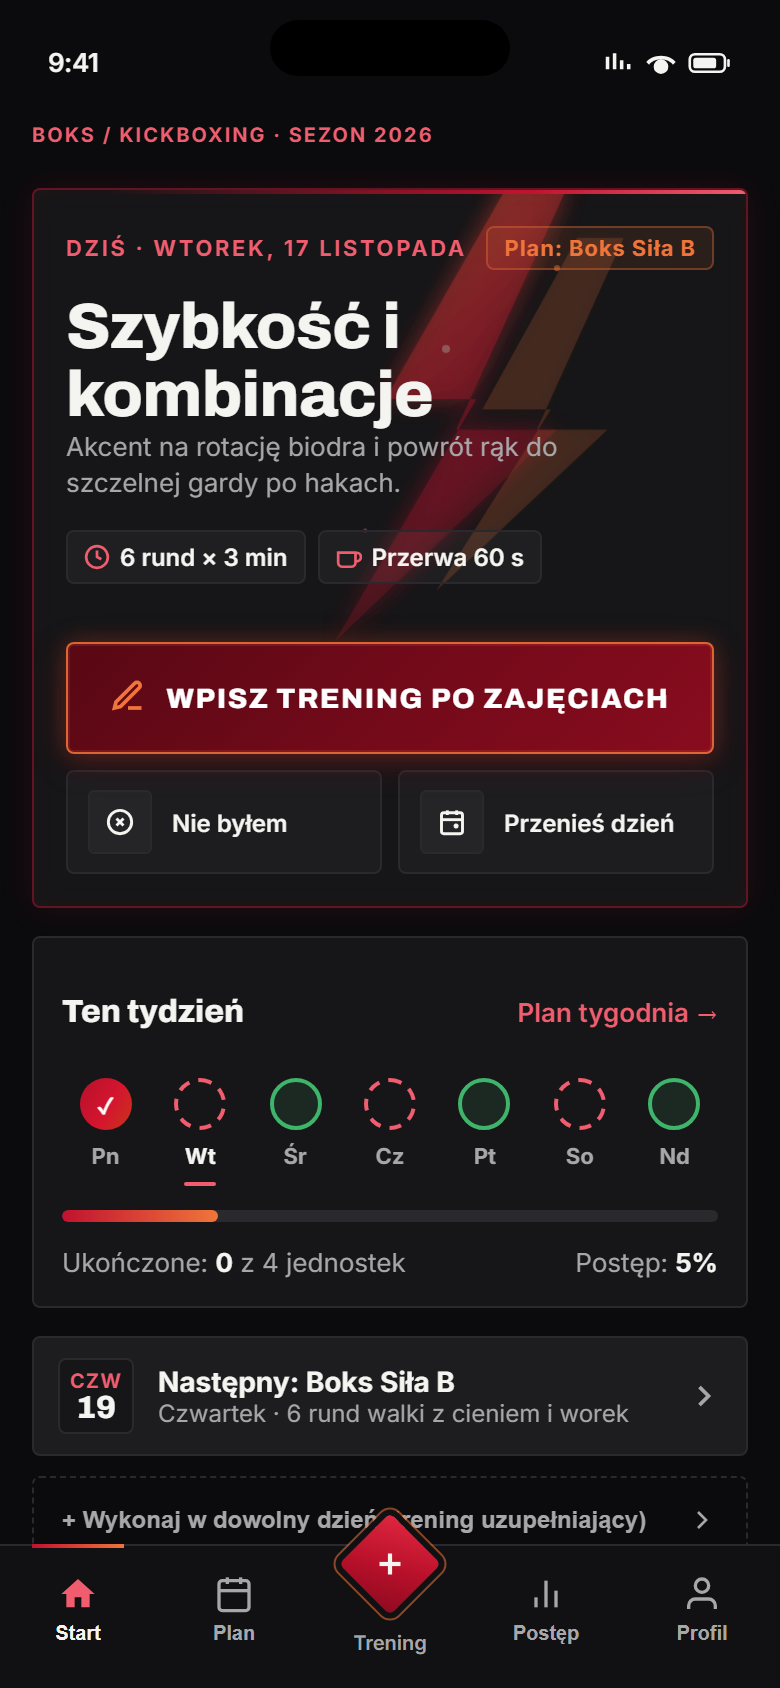 9:41
BOKS / KICKBOXING · SEZON 2026
DZIŚ · WTOREK, 17 LISTOPADA
Plan: Boks Siła B
Szybkość i
kombinacje
Akcent na rotację biodra i powrót rąk do
szczelnej gardy po hakach.
6 rund × 3 min
Przerwa 60 s
WPISZ TRENING PO ZAJĘCIACH
Nie byłem
Przenieś dzień
Ten tydzień
Plan tygodnia →
Pn Wt Śr Cz Pt So Nd
Ukończone: 0 z 4 jednostek
Postęp: 5%
CZW
19
Następny: Boks Siła B
Czwartek · 6 rund walki z cieniem i worek
+ Wykonaj w dowolny dzień uzupełniający)
Start
Plan
Trening
Postęp
Profil